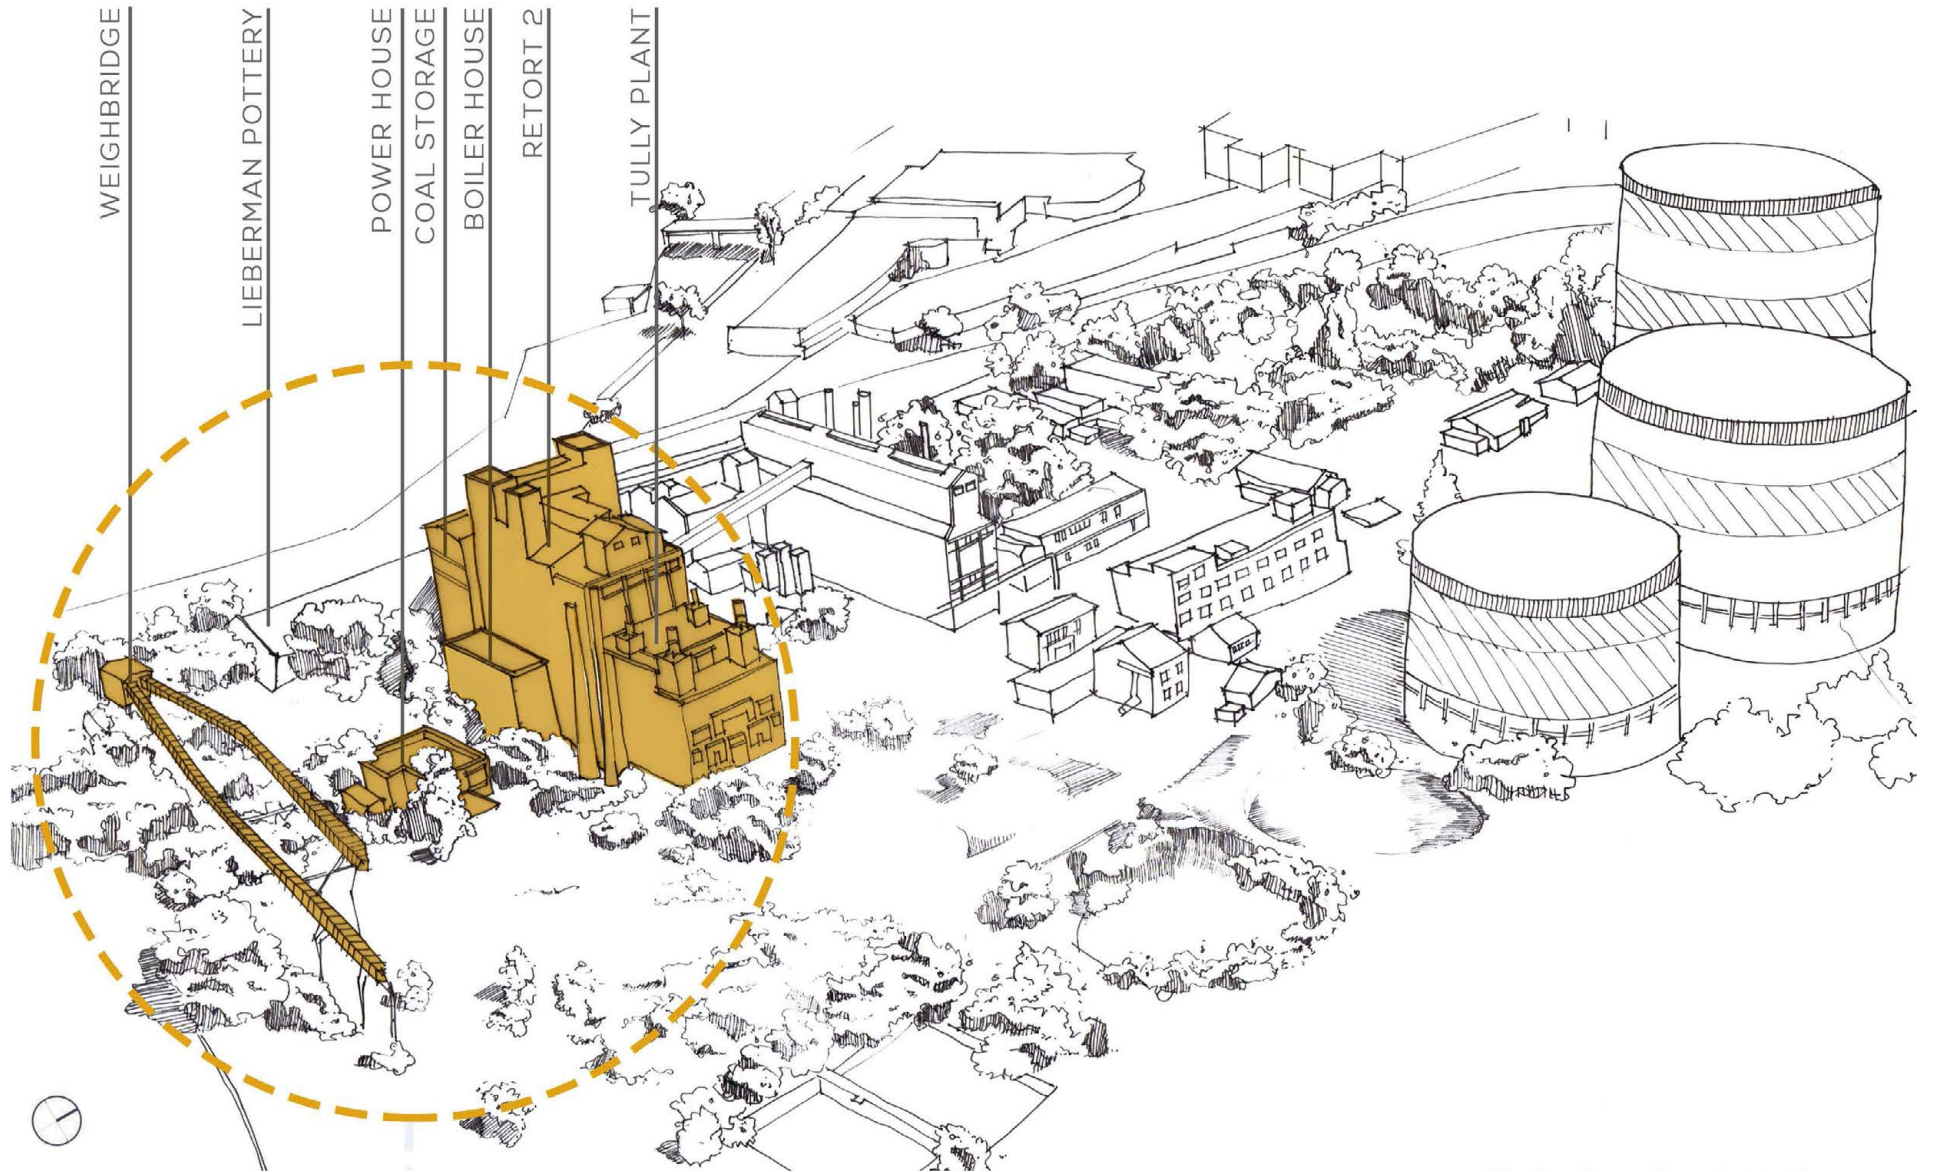 WEIGHBRIDGE
LIEBERMAN POTTERY
POWER HOUSE
COAL STORAGE
BOILER HOUSE
RETORT 2
TULLY PLANT